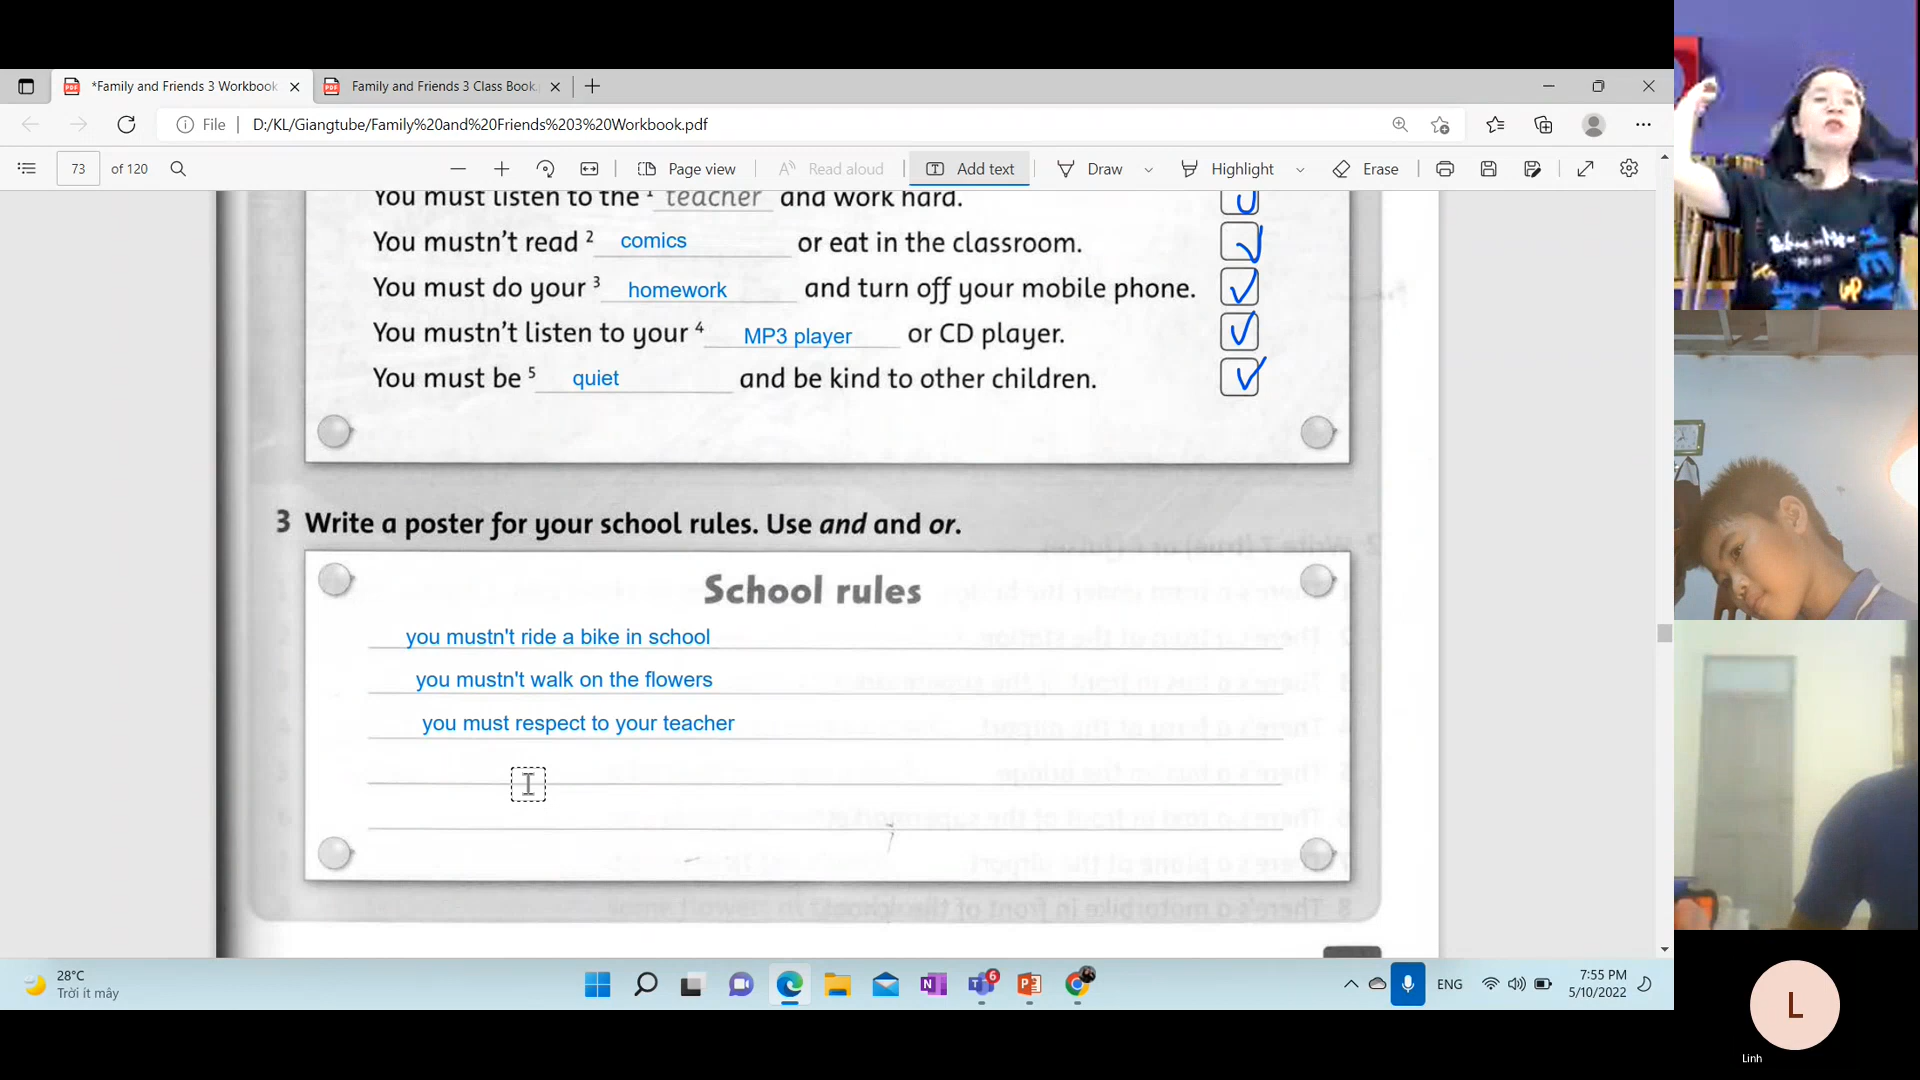 *Family and Friends 3 Workbook
Family and Friends 3 Class Book.
File D:/KL/Giangtube/Family%20and%20Friends%203%20Workbook.pdf
73 of 120 Page view Read aloud Add text Draw Highlight Erase
You must listen to the 1 teacher and work hard.
You mustn't read 2 comics or eat in the classroom.
You must do your 3 homework and turn off your mobile phone.
You mustn't listen to your 4 MP3 player or CD player.
You must be 5 quiet and be kind to other children.
3 Write a poster for your school rules. Use and and or.
School rules
you mustn't ride a bike in school
you mustn't walk on the flowers
you must respect to your teacher
28°C
Trời ít mây
6
ENG
7:55 PM
5/10/2022
L
Linh